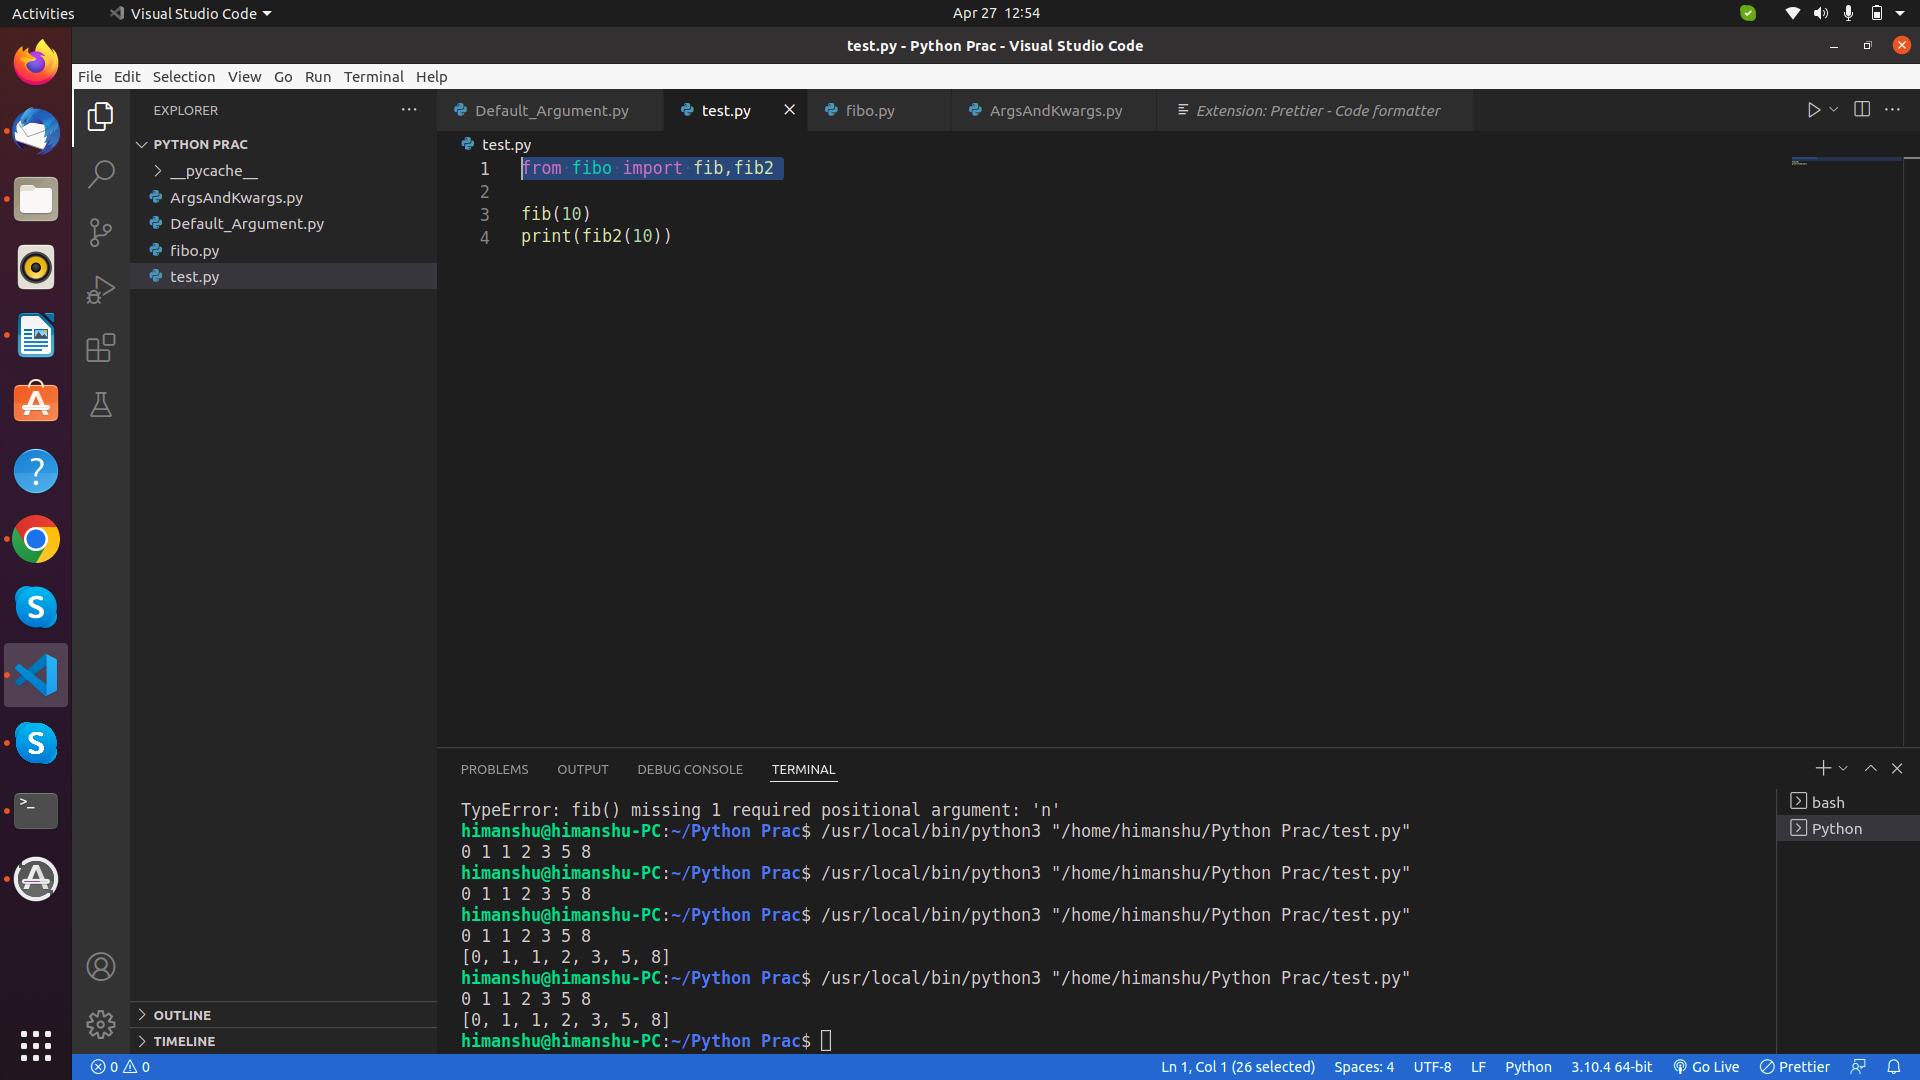 Activities Visual Studio Code Apr 27 12:54
test.py - Python Prac - Visual Studio Code
File Edit Selection View Go Run Terminal Help
EXPLORER
PYTHON PRAC
__pycache__
ArgsAndKwargs.py
Default_Argument.py
fibo.py
test.py
OUTLINE
TIMELINE
Default_Argument.py test.py fibo.py ArgsAndKwargs.py Extension: Prettier - Code formatter
test.py
1 from fibo import fib,fib2
2
3 fib(10)
4 print(fib2(10))
PROBLEMS OUTPUT DEBUG CONSOLE TERMINAL
TypeError: fib() missing 1 required positional argument: 'n'
himanshu@himanshu-PC:~/Python Prac$ /usr/local/bin/python3 "/home/himanshu/Python Prac/test.py"
0 1 1 2 3 5 8
himanshu@himanshu-PC:~/Python Prac$ /usr/local/bin/python3 "/home/himanshu/Python Prac/test.py"
0 1 1 2 3 5 8
himanshu@himanshu-PC:~/Python Prac$ /usr/local/bin/python3 "/home/himanshu/Python Prac/test.py"
0 1 1 2 3 5 8
[0, 1, 1, 2, 3, 5, 8]
himanshu@himanshu-PC:~/Python Prac$ /usr/local/bin/python3 "/home/himanshu/Python Prac/test.py"
0 1 1 2 3 5 8
[0, 1, 1, 2, 3, 5, 8]
himanshu@himanshu-PC:~/Python Prac$
bash
Python
0 0 Ln 1, Col 1 (26 selected) Spaces: 4 UTF-8 LF Python 3.10.4 64-bit Go Live Prettier